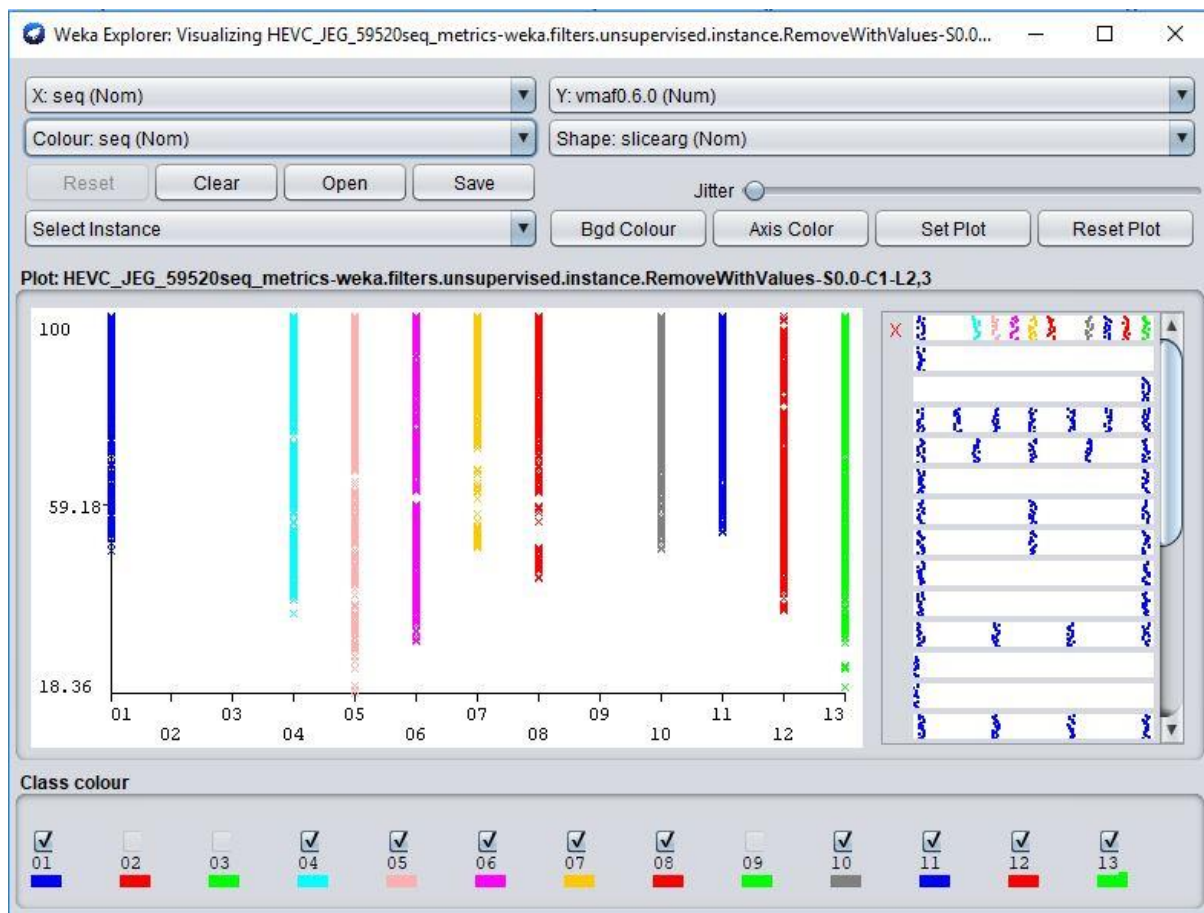 Weka Explorer: Visualizing HEVC_JEG_59520seq_metrics-weka.filters.unsupervised.instance.RemoveWithValues-S0.0...
X: seq (Nom) Y: vmaf0.6.0 (Num)
Colour: seq (Nom) Shape: slicearg (Nom)
Reset Clear Open Save Jitter
Select Instance Bgd Colour Axis Color Set Plot Reset Plot
Plot: HEVC_JEG_59520seq_metrics-weka.filters.unsupervised.instance.RemoveWithValues-S0.0-C1-L2,3
100
59.18
18.36
01 03 05 07 09 11 13
02 04 06 08 10 12
X
Class colour
01 02 03 04 05 06 07 08 09 10 11 12 13